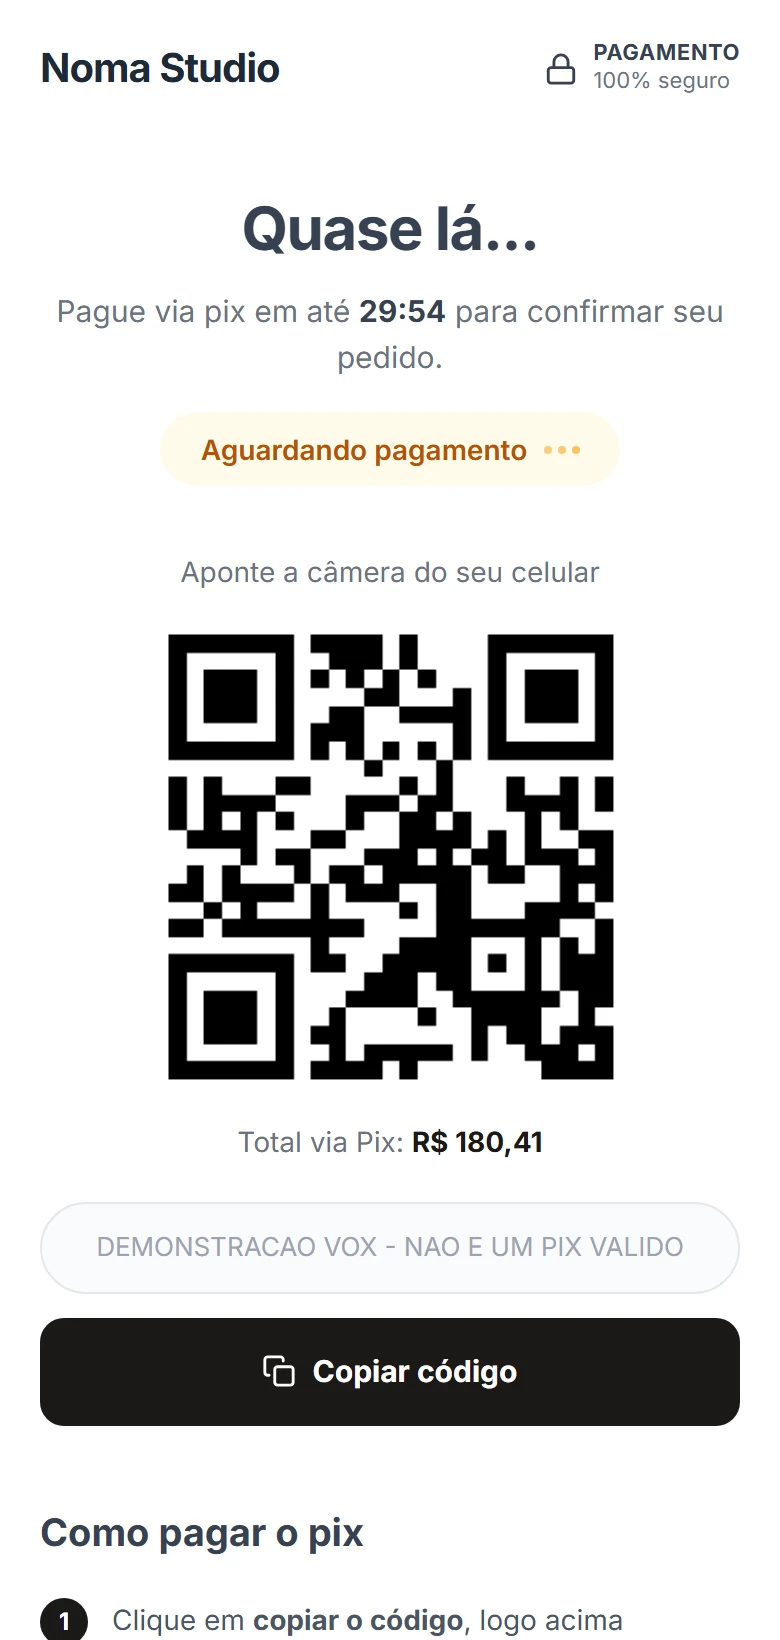 Noma Studio
PAGAMENTO
100% seguro
Quase lá...
Pague via pix em até 29:54 para confirmar seu
pedido.
Aguardando pagamento
Aponte a câmera do seu celular
Total via Pix: R$ 180,41
DEMONSTRACAO VOX - NAO E UM PIX VALIDO
Copiar código
Como pagar o pix
1 Clique em copiar o código, logo acima